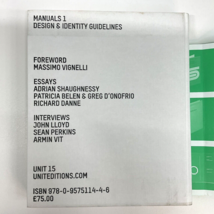 MANUALS 1
DESIGN & IDENTITY GUIDELINES
FOREWORD
MASSIMO VIGNELLI
ESSAYS
ADRIAN SHAUGHNESSY
PATRICIA BELEN & GREG D'ONOFRIO
RICHARD DANNE
INTERVIEWS
JOHN LLOYD
SEAN PERKINS
ARMIN VIT
UNIT 15
UNITEDITIONS.COM
ISBN 978-0-9575114-4-6
£75.00